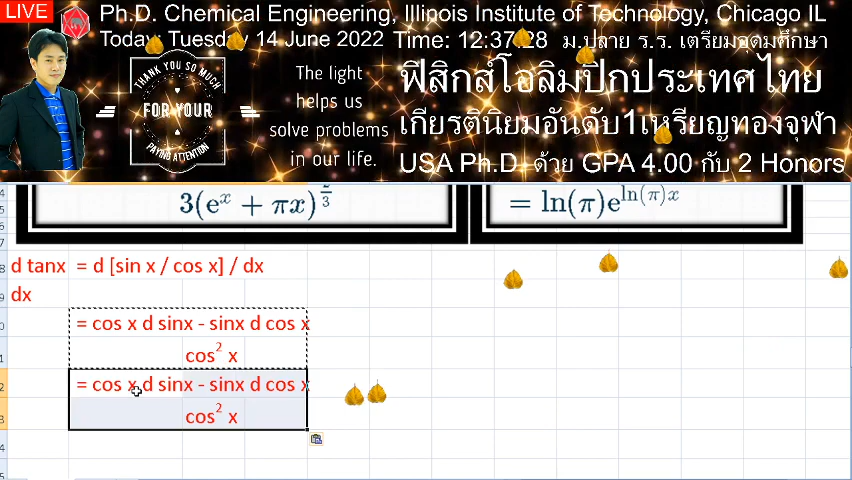 LIVE
Ph.D. Chemical Engineering, Illinois Institute of Technology, Chicago IL
Today: Tuesday 14 June 2022 Time: 12:37:28 ม.ปลาย ร.ร. เตรียมอุดมศึกษา
THANK YOU SO MUCH
FOR YOUR
PAYING ATTENTION
The light
helps us
solve problems
in our life.
ฟิสิกส์โอลิมปิกประเทศไทย
เกียรตินิยมอันดับ1เหรียญทองจุฬา
USA Ph.D. ด้วย GPA 4.00 กับ 2 Honors
3(eˣ + πx)^(2/3)
= ln(π)e^(ln(π)x)
d tanx = d [sin x / cos x] / dx
dx
= cos x d sinx - sinx d cos x
cos² x
= cos x d sinx - sinx d cos x
cos² x